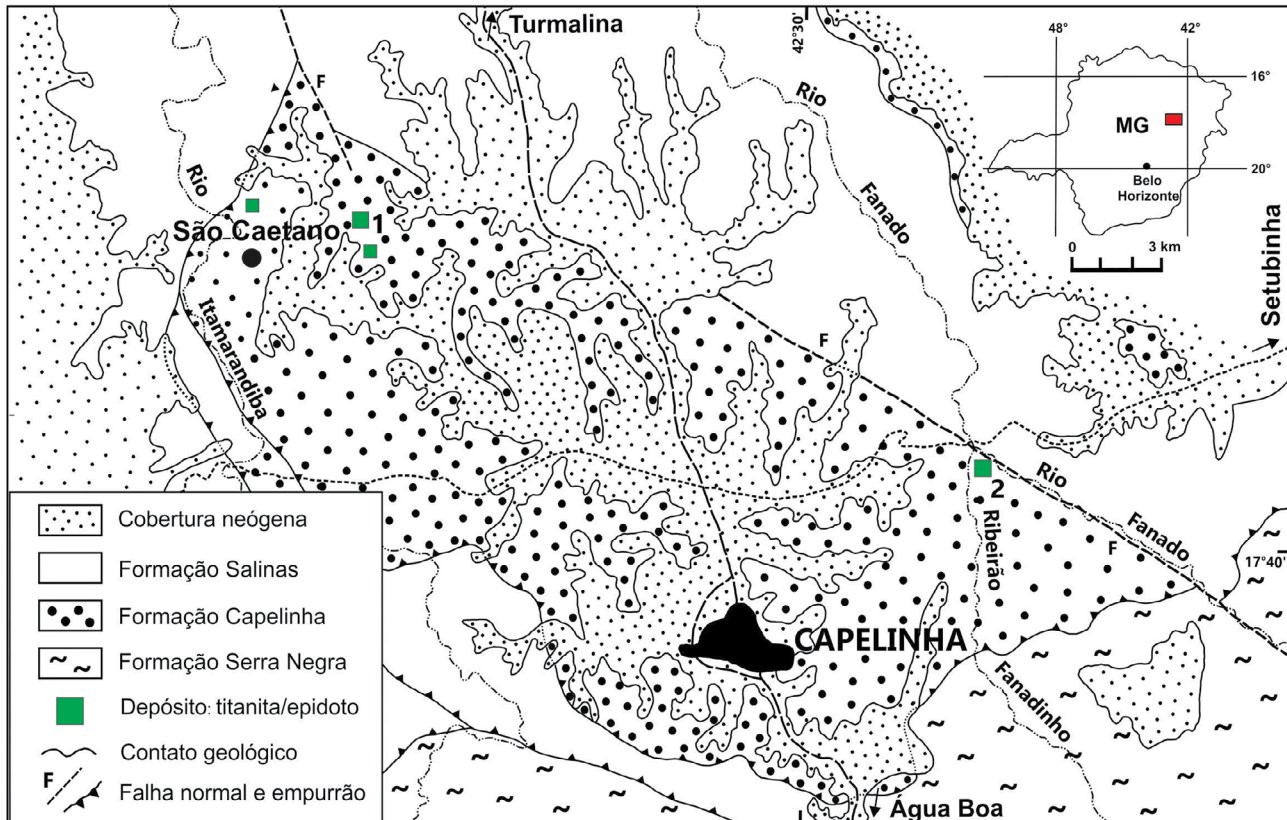 Turmalina
42°30'
48°
42°
16°
MG
20°
Belo
Horizonte
0 3 km
F
Rio
Rio
Fanado
São Caetano
1
Itamarandiba
Setubinha
F
2
Rio
Fanado
F
17°40'
Ribeirão
Fanadinho
CAPELINHA
Água Boa
Cobertura neógena
Formação Salinas
Formação Capelinha
Formação Serra Negra
Depósito: titanita/epidoto
Contato geológico
F
Falha normal e empurrão